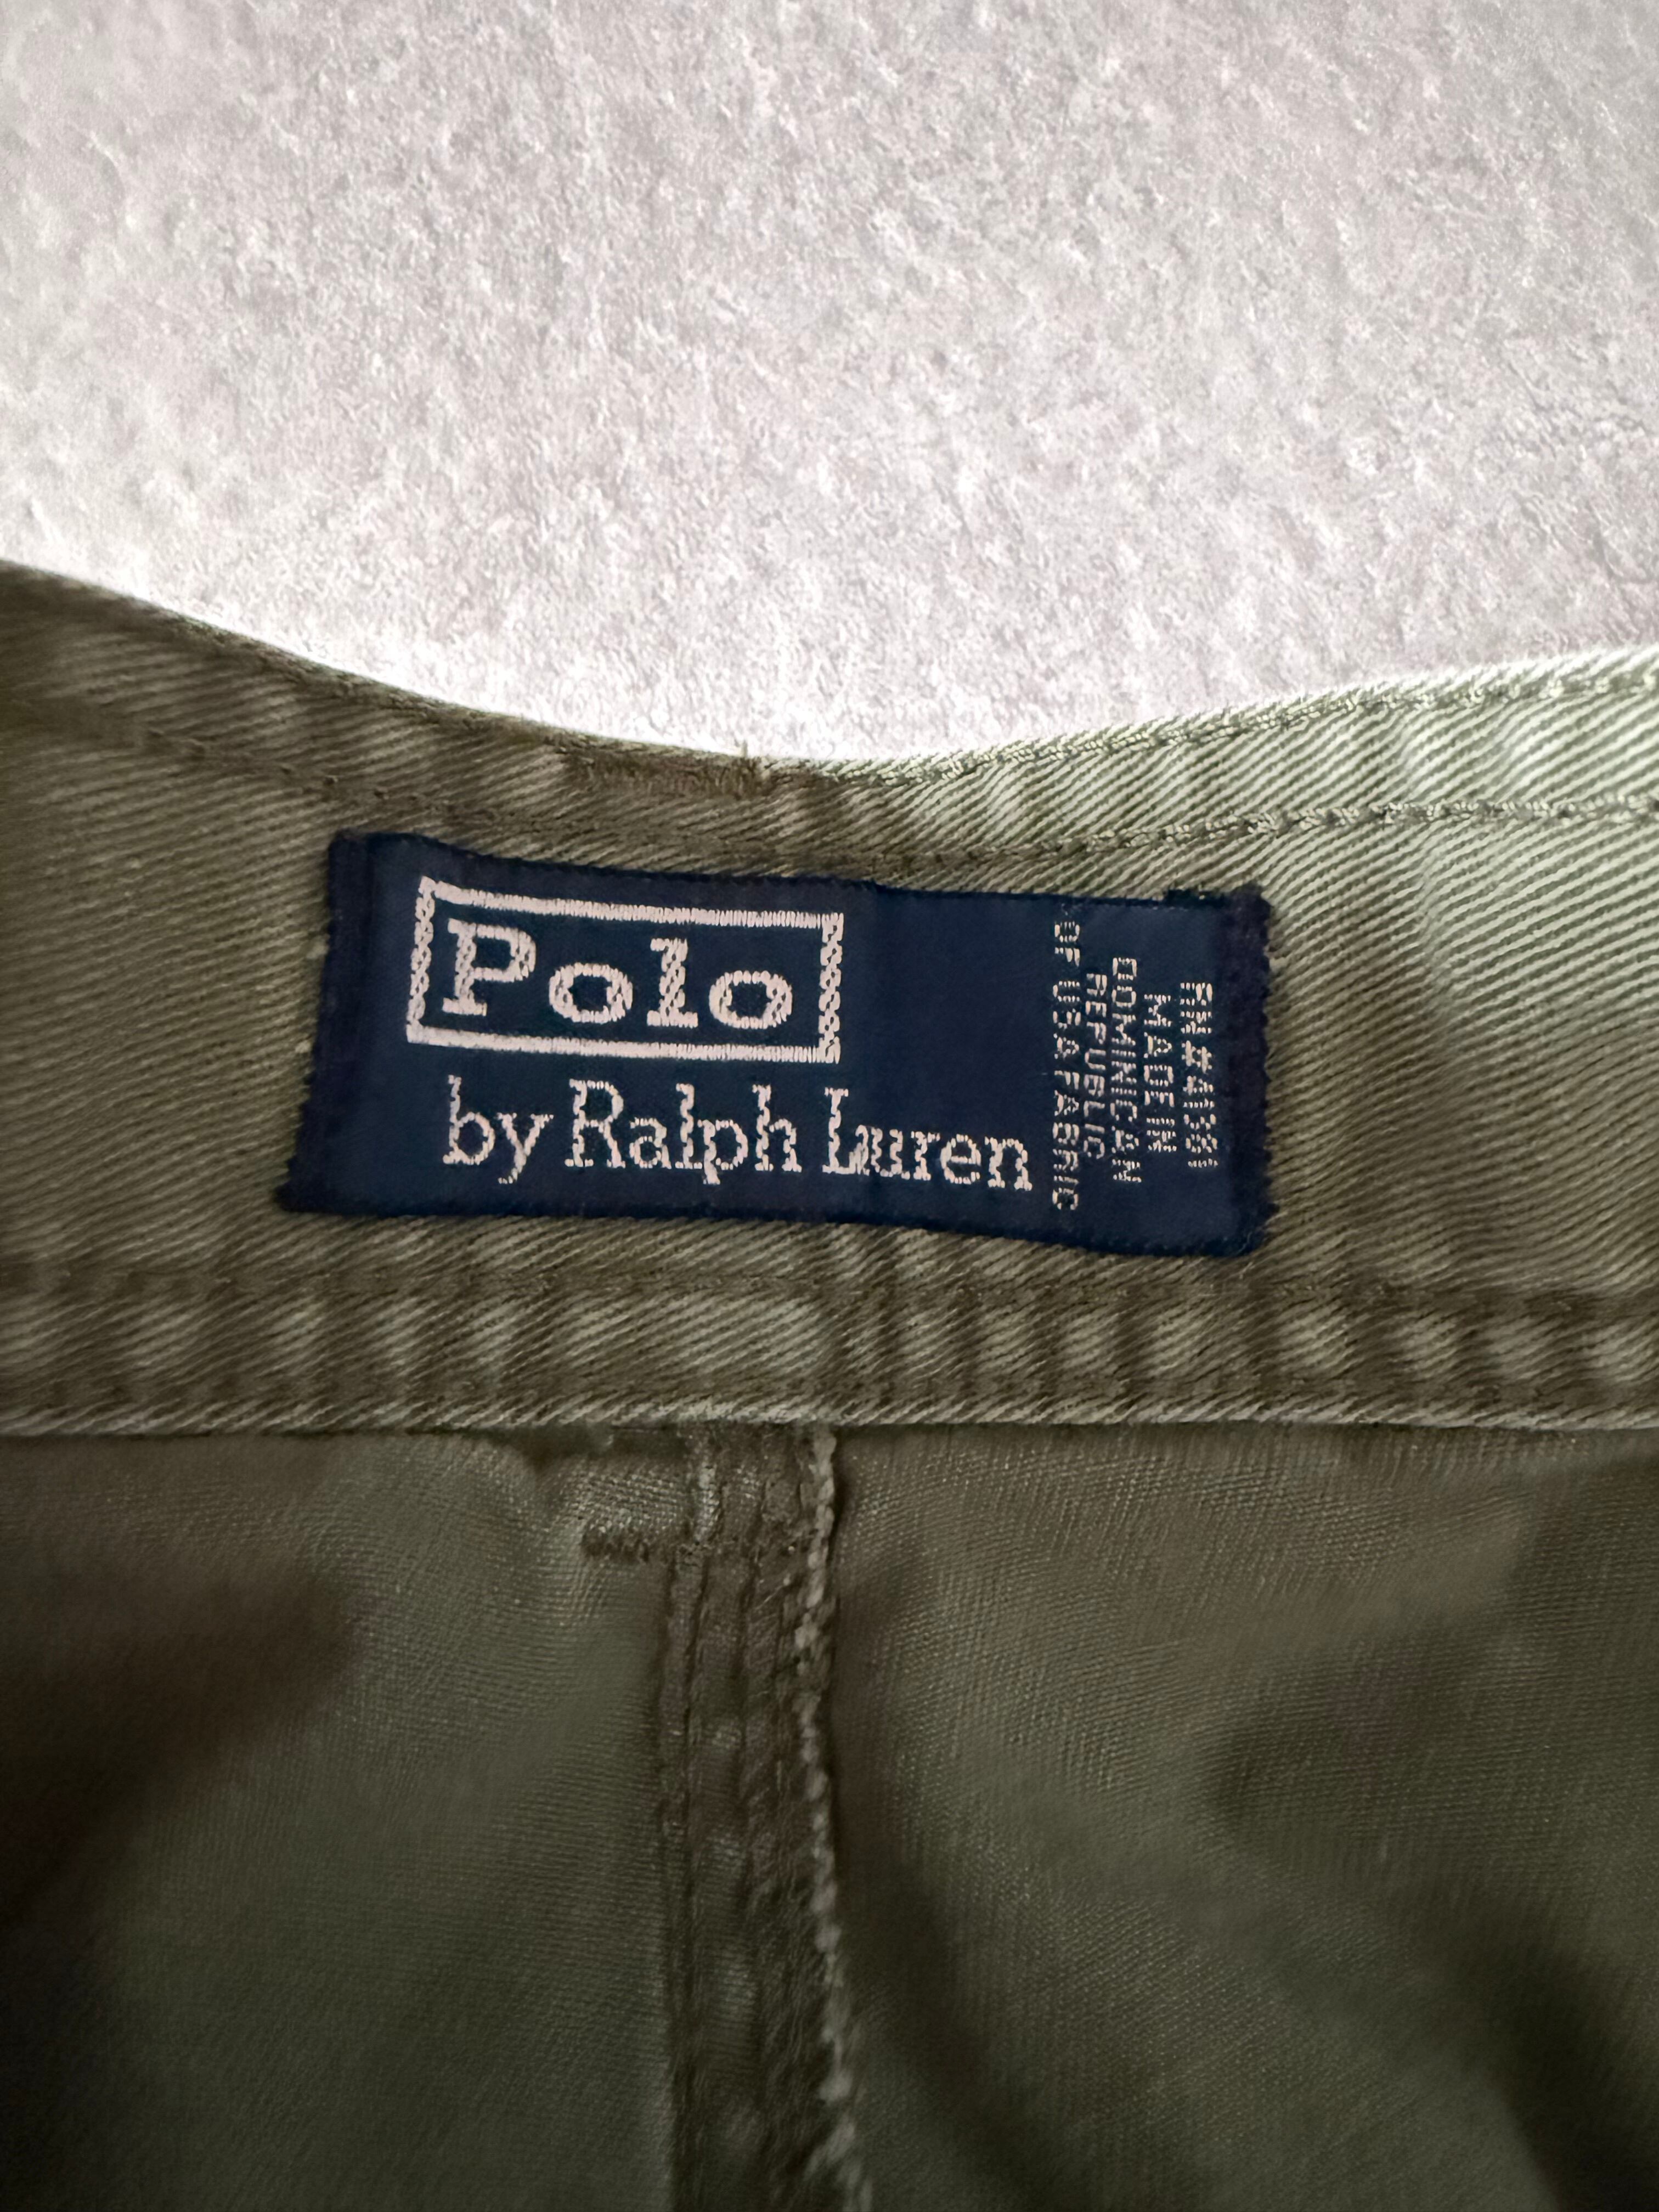 Polo
by Ralph Lauren
RN #41381
MADE IN
DOMINICAN
REPUBLIC
OF USA FABRIC